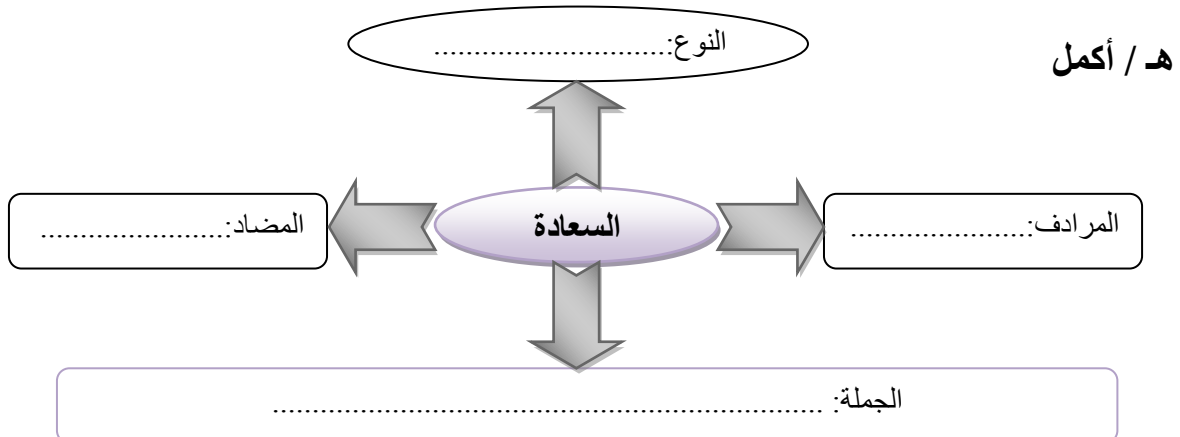 هـ / أكمل
النوع:............................
المرادف:......................
السعادة
المضاد:.......................
الجملة: ......................................................................